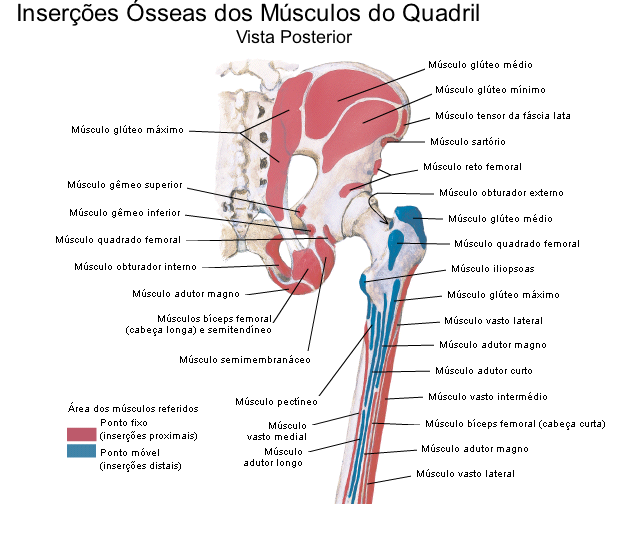 Inserções Ósseas dos Músculos do Quadril
Vista Posterior
Músculo glúteo médio
Músculo glúteo mínimo
Músculo tensor da fáscia lata
Músculo glúteo máximo
Músculo sartório
Músculo reto femoral
Músculo gêmeo superior
Músculo obturador externo
Músculo gêmeo inferior
Músculo glúteo médio
Músculo quadrado femoral
Músculo quadrado femoral
Músculo obturador interno
Músculo iliopsoas
Músculo adutor magno
Músculo glúteo máximo
Músculos bíceps femoral
(cabeça longa) e semitendíneo
Músculo vasto lateral
Músculo adutor magno
Músculo semimembranáceo
Músculo adutor curto
Músculo pectíneo
Músculo vasto intermédio
Área dos músculos referidos
Ponto fixo
(inserções proximais)
Ponto móvel
(inserções distais)
Músculo
vasto medial
Músculo bíceps femoral (cabeça curta)
Músculo
adutor longo
Músculo adutor magno
Músculo vasto lateral